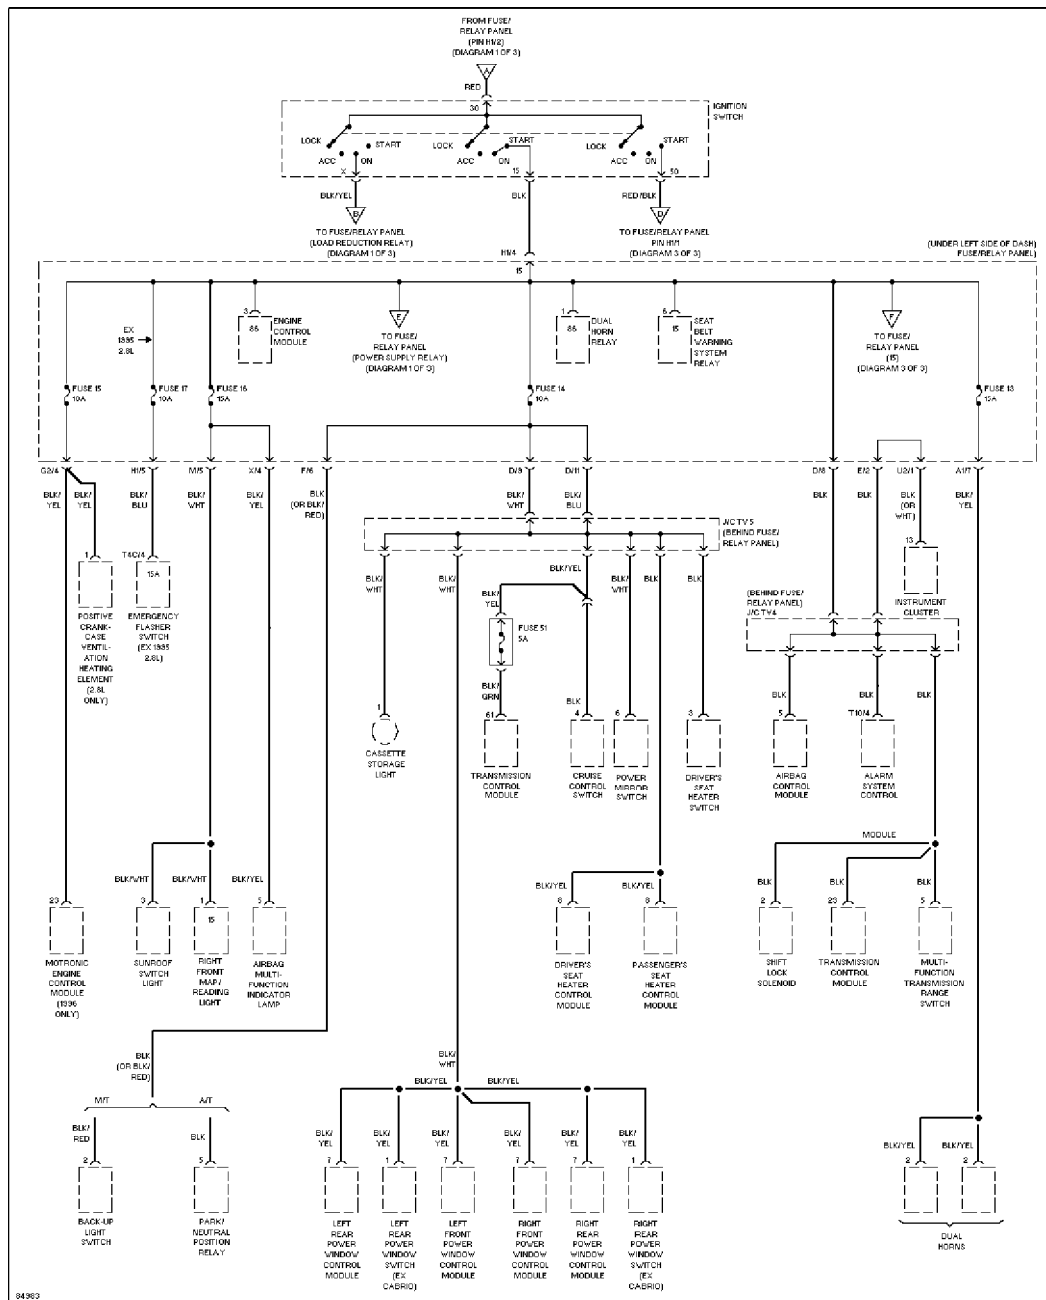 FROM FUSE/
RELAY PANEL
(PIN H1/2)
(DIAGRAM 1 OF 3)
A
RED
30
IGNITION
SWITCH
LOCK
START
ACC
ON
LOCK
START
ACC
ON
LOCK
START
ACC
ON
X
15
50
BLK/YEL
BLK
RED/BLK
B
D
TO FUSE/RELAY PANEL
(LOAD REDUCTION RELAY)
(DIAGRAM 1 OF 3)
TO FUSE/RELAY PANEL
PIN H1/1
(DIAGRAM 3 OF 3)
H1/4
15
(UNDER LEFT SIDE OF DASH)
FUSE/RELAY PANEL)
EX
1995
2.8L
3
86
ENGINE
CONTROL
MODULE
E
TO FUSE/
RELAY PANEL
(POWER SUPPLY RELAY)
(DIAGRAM 1 OF 3)
1
86
DUAL
HORN
RELAY
6
15
SEAT
BELT
WARNING
SYSTEM
RELAY
F
TO FUSE/
RELAY PANEL
(15)
(DIAGRAM 3 OF 3)
FUSE 15
10A
FUSE 17
10A
FUSE 16
15A
FUSE 14
10A
FUSE 13
15A
G2/4
H1/5
M/5
X/4
F/6
D/9
D/11
D/8
E/2
U2/1
A1/7
BLK/
YEL
BLK/
YEL
BLK/
BLU
BLK/
WHT
BLK/
YEL
BLK
(OR BLK/
RED)
BLK/
WHT
BLK/
BLU
BLK
BLK
BLK
(OR
WHT)
BLK/
YEL
J/C TV5
(BEHIND FUSE/
RELAY PANEL)
1
POSITIVE
CRANK-
CASE
VENTIL-
ATION
HEATING
ELEMENT
(2.8L
ONLY)
T4C/4
15A
EMERGENCY
FLASHER
SWITCH
(EX 1995
2.8L)
BLK/
WHT
BLK/
WHT
BLK/YEL
BLK/
YEL
BLK/
WHT
BLK/
YEL
BLK/
WHT
FUSE 51
5A
BLK/
GRN
BLK
13
INSTRUMENT
CLUSTER
(BEHIND FUSE/
RELAY PANEL)
J/C TV4
BLK
BLK
BLK
1
CASSETTE
STORAGE
LIGHT
61
TRANSMISSION
CONTROL
MODULE
4
CRUISE
CONTROL
SWITCH
6
POWER
MIRROR
SWITCH
3
DRIVER'S
SEAT
HEATER
SWITCH
5
AIRBAG
CONTROL
MODULE
T10/4
ALARM
SYSTEM
CONTROL
MODULE
BLK/WHT
BLK/WHT
BLK/YEL
BLK/YEL
BLK/YEL
BLK
BLK
BLK
23
MOTRONIC
ENGINE
CONTROL
MODULE
(1996
ONLY)
3
SUNROOF
SWITCH
LIGHT
1
15
RIGHT
FRONT
MAP/
READING
LIGHT
5
AIRBAG
MULTI-
FUNCTION
INDICATOR
LAMP
8
DRIVER'S
SEAT
HEATER
CONTROL
MODULE
8
PASSENGER'S
SEAT
HEATER
CONTROL
MODULE
2
SHIFT
LOCK
SOLENOID
23
TRANSMISSION
CONTROL
MODULE
5
MULTI-
FUNCTION
TRANSMISSION
RANGE
SWITCH
BLK
(OR BLK/
RED)
M/T
A/T
BLK/
RED
BLK
2
BACK-UP
LIGHT
SWITCH
5
PARK/
NEUTRAL
POSITION
RELAY
BLK/
WHT
BLK/YEL
BLK/YEL
BLK/
YEL
BLK/
YEL
BLK/
YEL
BLK/
YEL
BLK/
YEL
BLK/
YEL
7
LEFT
REAR
POWER
WINDOW
CONTROL
MODULE
1
LEFT
REAR
POWER
WINDOW
SWITCH
(EX
CABRIO)
7
LEFT
FRONT
POWER
WINDOW
CONTROL
MODULE
7
RIGHT
FRONT
POWER
WINDOW
CONTROL
MODULE
7
RIGHT
REAR
POWER
WINDOW
CONTROL
MODULE
1
RIGHT
REAR
POWER
WINDOW
SWITCH
(EX
CABRIO)
BLK/YEL
BLK/YEL
2
2
DUAL
HORNS
84983